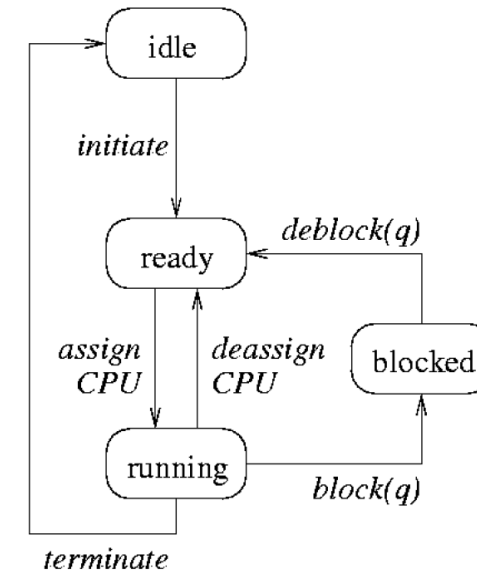 idle
initiate
deblock(q)
ready
assign deassign
CPU CPU
blocked
running
block(q)
terminate